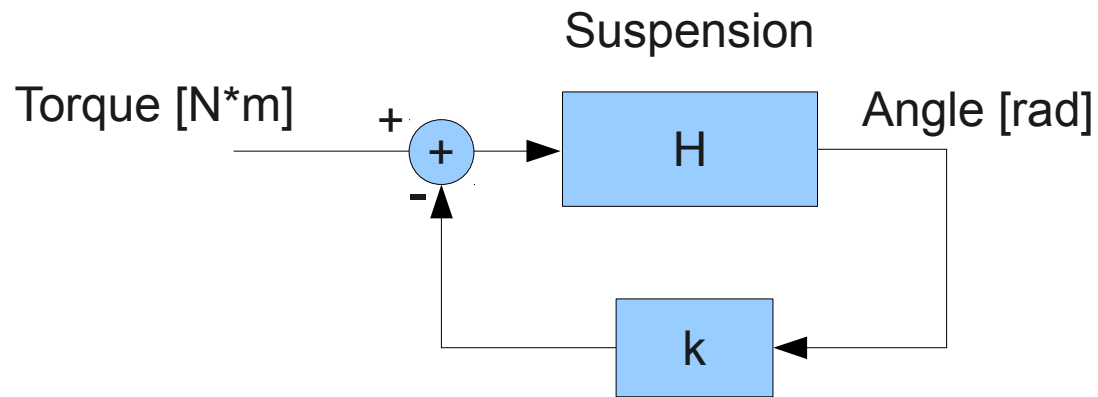 Suspension
Torque [N*m]
Angle [rad]
+
+
H
-
k